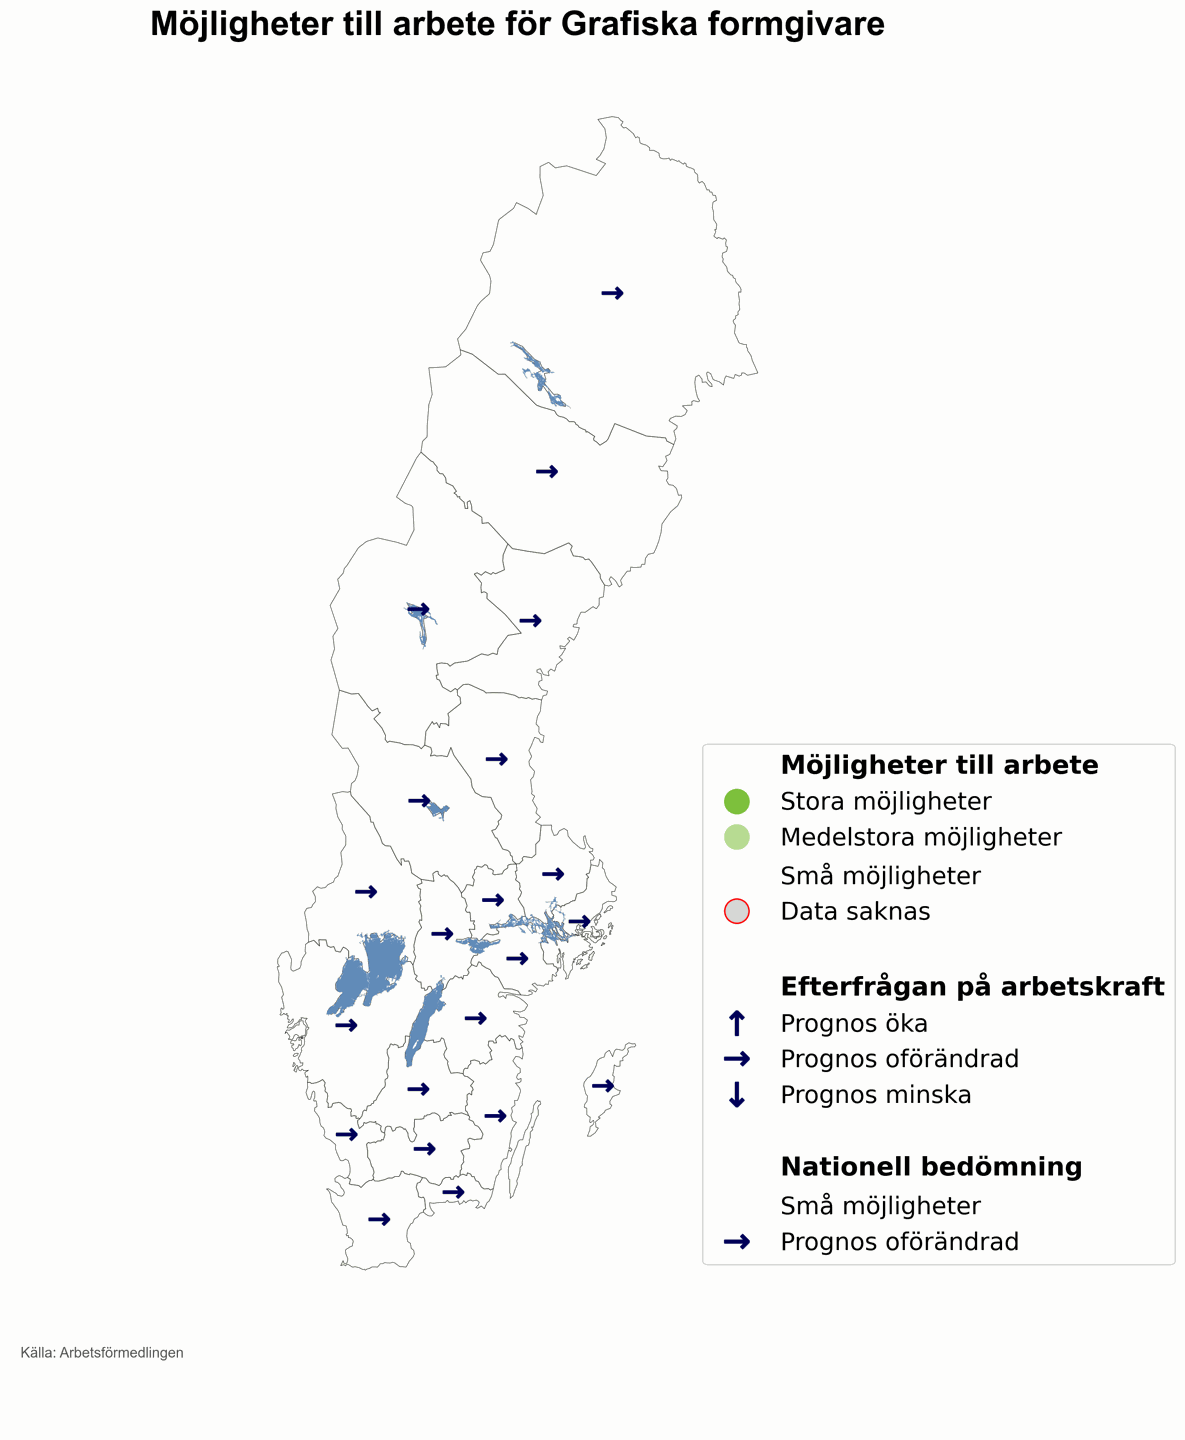 Möjligheter till arbete för Grafiska formgivare
Möjligheter till arbete
Stora möjligheter
Medelstora möjligheter
Små möjligheter
Data saknas
Efterfrågan på arbetskraft
Prognos öka
Prognos oförändrad
Prognos minska
Nationell bedömning
Små möjligheter
Prognos oförändrad
Källa: Arbetsförmedlingen